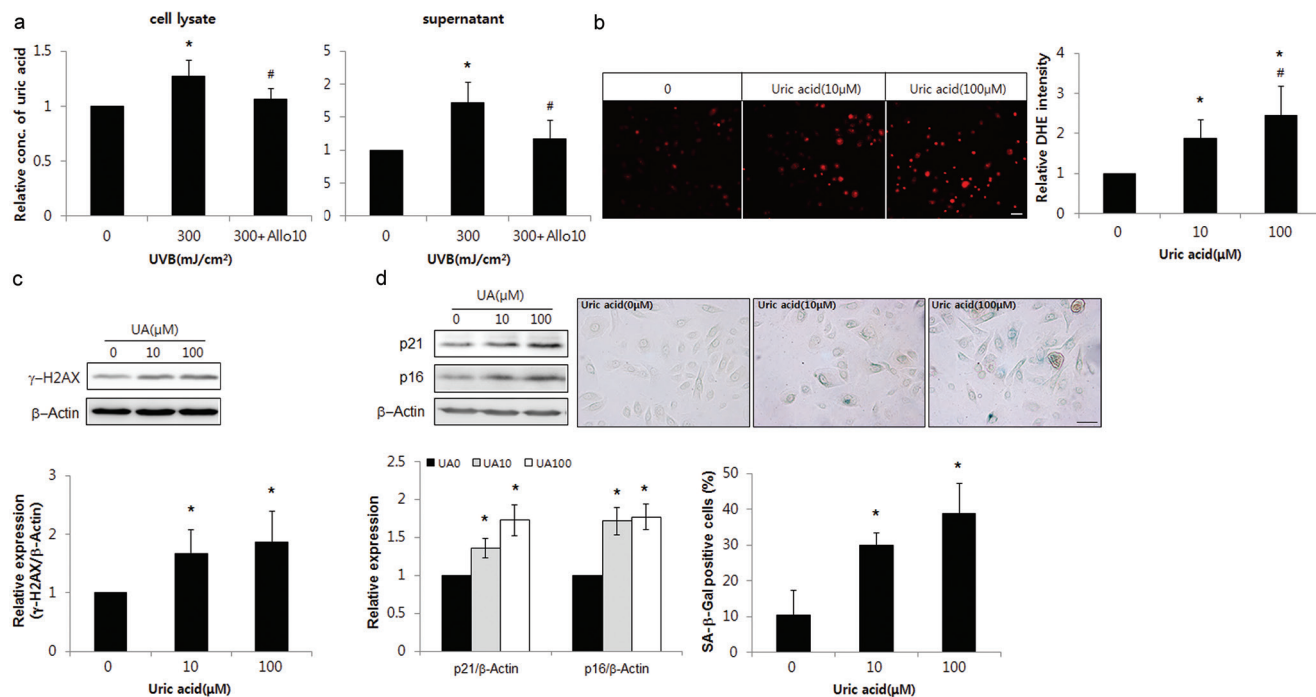 a
cell lysate
supernatant
Relative conc. of uric acid
1.5
1
0.5
0
0
300
300+Allo10
UVB(mJ/cm²)
*
#
5
2
5
1
5
0
0
300
300+Allo10
UVB(mJ/cm²)
*
#
b
0
Uric acid(10μM)
Uric acid(100μM)
Relative DHE intensity
4
3
2
1
0
0
10
100
Uric acid(μM)
*
*
#
c
UA(μM)
0
10
100
γ-H2AX
β-Actin
Relative expression
(γ-H2AX/β-Actin)
3
2
1
0
0
10
100
Uric acid(μM)
*
*
d
UA(μM)
0
10
100
p21
p16
β-Actin
Uric acid(0μM)
Uric acid(10μM)
Uric acid(100μM)
Relative expression
2.5
2
1.5
1
0.5
0
UA0
UA10
UA100
*
*
*
*
p21/β-Actin
p16/β-Actin
SA-β-Gal positive cells (%)
50
40
30
20
10
0
0
10
100
Uric acid(μM)
*
*